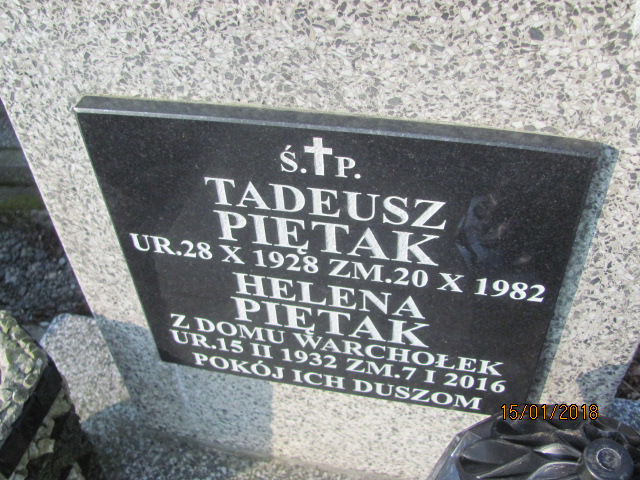 Ś.✝P.
TADEUSZ
PIĘTAK
UR.28 X 1928 ZM.20 X 1982
HELENA
PIĘTAK
Z DOMU WARCHOŁEK
UR.15 II 1932 ZM.7 I 2016
POKÓJ ICH DUSZOM
15/01/2018